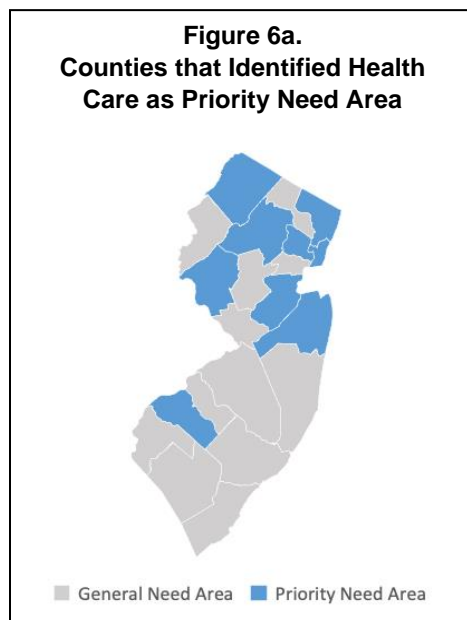 Figure 6a.
Counties that Identified Health
Care as Priority Need Area
General Need Area Priority Need Area